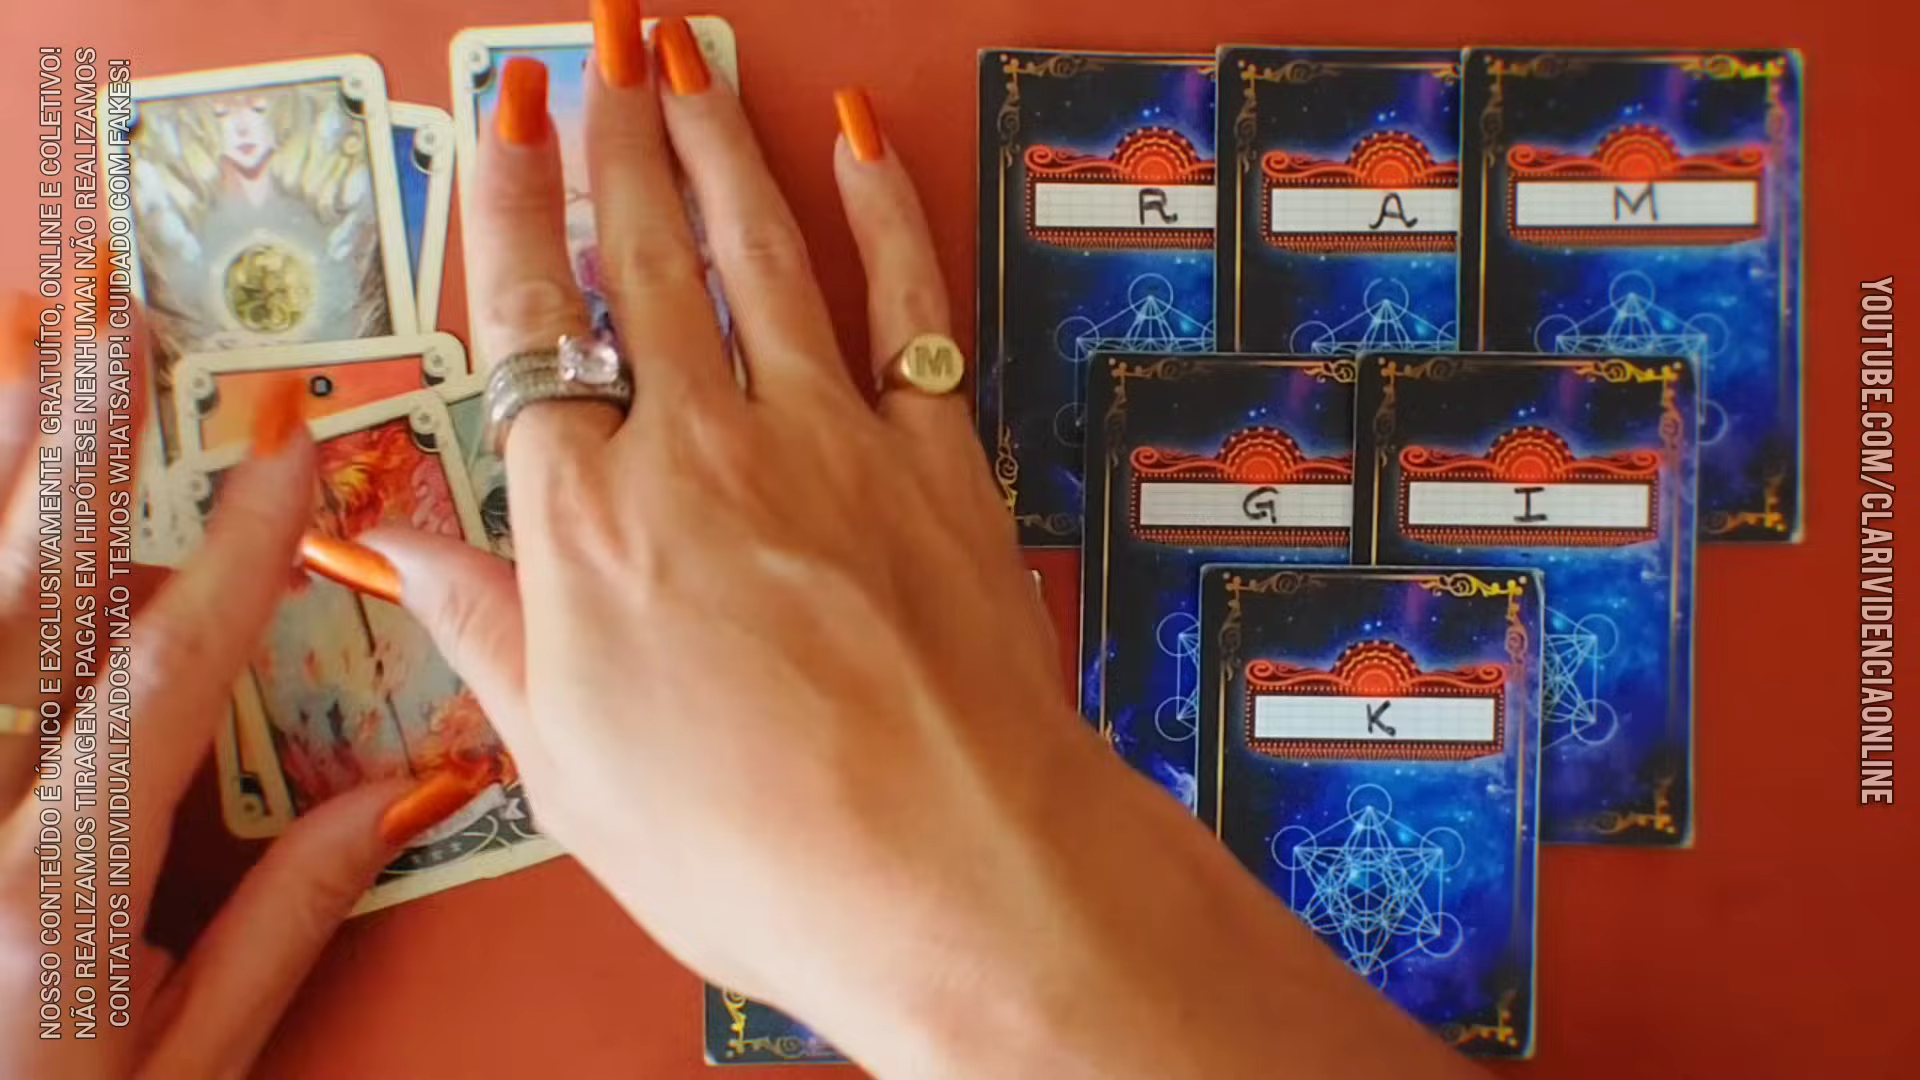 NOSSO CONTEÚDO É ÚNICO E EXCLUSIVAMENTE GRATUÍTO, ONLINE E COLETIVO!
NÃO REALIZAMOS TIRAGENS PAGAS EM HIPÓTESE NENHUMA! NÃO REALIZAMOS
CONTATOS INDIVIDUALIZADOS! NÃO TEMOS WHATSAPP! CUIDADO COM FAKES!
R
A
M
M
G
I
K
YOUTUBE.COM/CLARIVIDENCIAONLINE